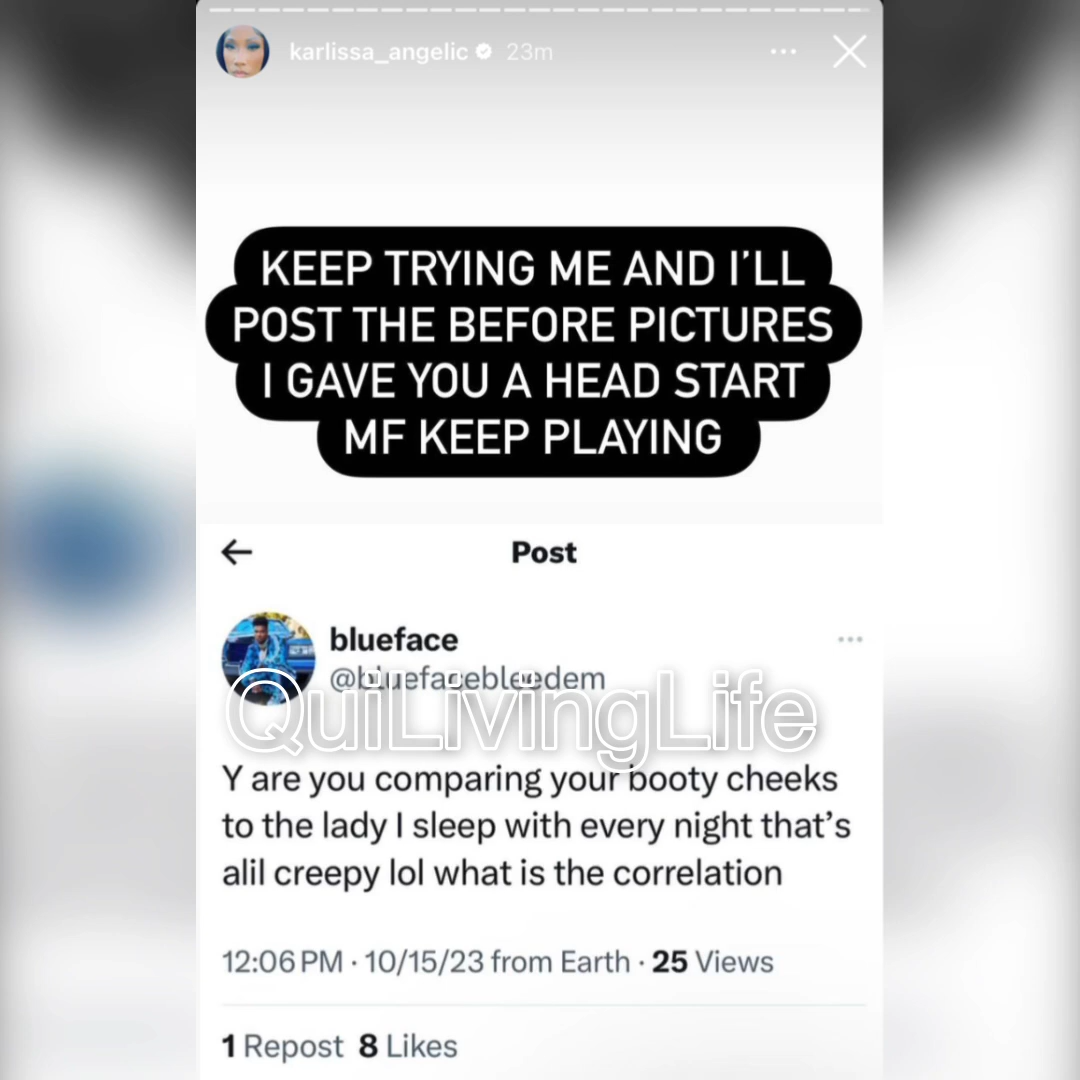 karlissa_angelic 23m
KEEP TRYING ME AND I'LL
POST THE BEFORE PICTURES
I GAVE YOU A HEAD START
MF KEEP PLAYING
Post
blueface
@bluefacebleedem
QuiLivingLife
Y are you comparing your booty cheeks
to the lady I sleep with every night that's
alil creepy lol what is the correlation
12:06 PM · 10/15/23 from Earth · 25 Views
1 Repost 8 Likes